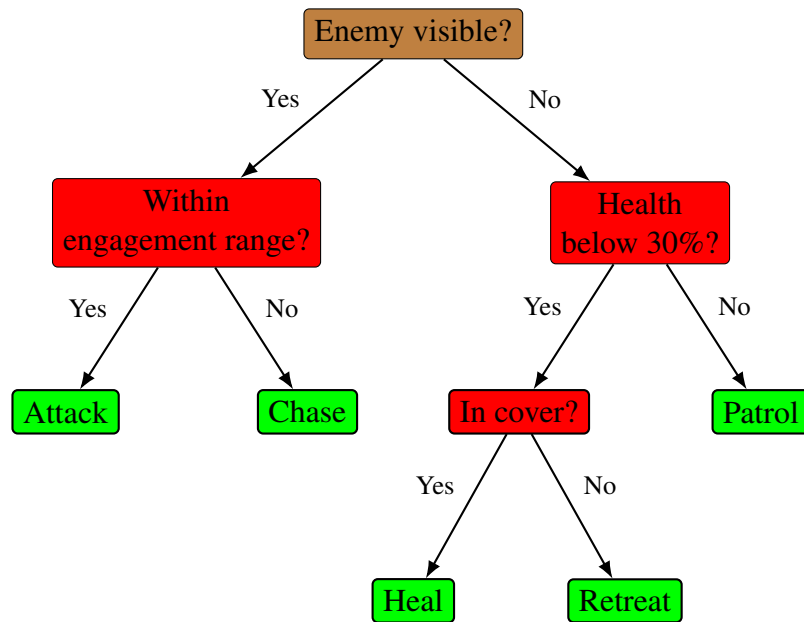 Enemy visible?
Yes
No
Within
engagement range?
Health
below 30%?
Yes
No
Yes
No
Attack
Chase
In cover?
Patrol
Yes
No
Heal
Retreat